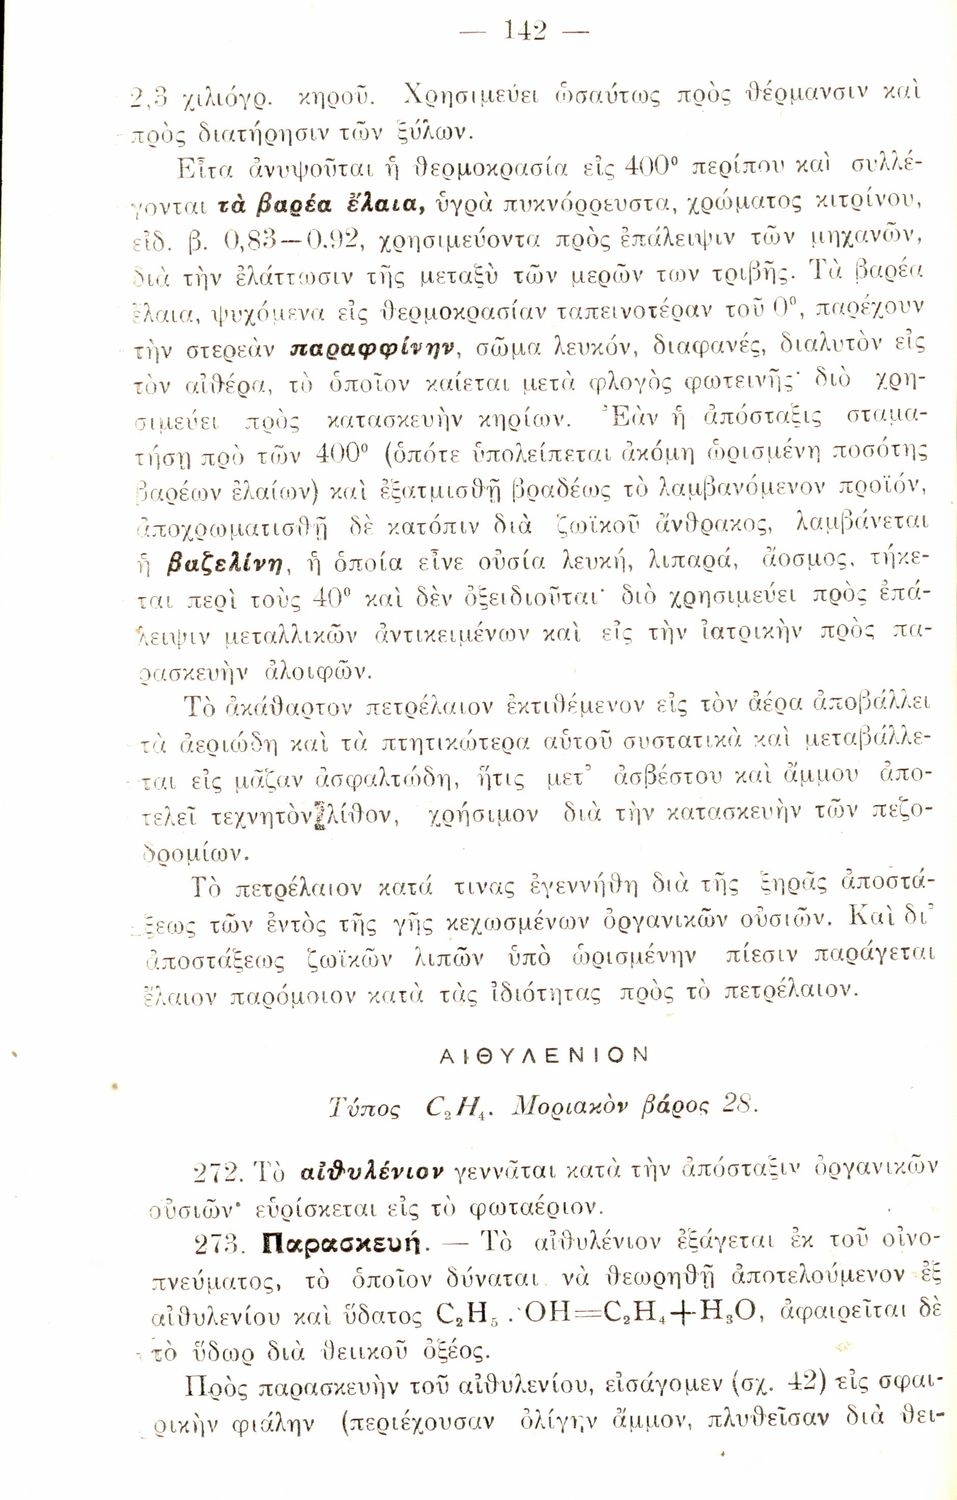 — 142 —
2,3 χιλιόγρ. κηροῦ. Χρησιμεύει ὡσαύτως πρὸς θέρμανσιν καὶ
πρὸς διατήρησιν τῶν ξύλων.
Εἶτα ἀνυψοῦται ἡ θερμοκρασία εἰς 400° περίπου καὶ συλλέ-
γονται τὰ βαρέα ἔλαια, ὑγρὰ πυκνόρρευστα, χρώματος κιτρίνου,
εἰδ. β. 0,83—0.92, χρησιμεύοντα πρὸς ἐπάλειψιν τῶν μηχανῶν,
διὰ τὴν ἐλάττωσιν τῆς μεταξὺ τῶν μερῶν των τριβῆς. Τὰ βαρέα
ἔλαια, ψυχόμενα εἰς θερμοκρασίαν ταπεινοτέραν τοῦ 0°, παρέχουν
τὴν στερεὰν παραφφίνην, σῶμα λευκόν, διαφανές, διαλυτὸν εἰς
τὸν αἰθέρα, τὸ ὁποῖον καίεται μετὰ φλογὸς φωτεινῆς· διὸ χρη-
σιμεύει πρὸς κατασκευὴν κηρίων. Ἐὰν ἡ ἀπόσταξις σταμα-
τήσῃ πρὸ τῶν 400° (ὁπότε ὑπολείπεται ἀκόμη ὡρισμένη ποσότης
βαρέων ἐλαίων) καὶ ἐξατμισθῇ βραδέως τὸ λαμβανόμενον προϊόν,
ἀποχρωματισθῇ δὲ κατόπιν διὰ ζωϊκοῦ ἄνθρακος, λαμβάνεται
ἡ βαζελίνη, ἡ ὁποία εἶνε οὐσία λευκή, λιπαρά, ἄοσμος, τήκε-
ται περὶ τοὺς 40° καὶ δὲν ὀξειδιοῦται· διὸ χρησιμεύει πρὸς ἐπά-
λειψιν μεταλλικῶν ἀντικειμένων καὶ εἰς τὴν ἰατρικὴν πρὸς πα-
ρασκευὴν ἀλοιφῶν.
Τὸ ἀκάθαρτον πετρέλαιον ἐκτιθέμενον εἰς τὸν ἀέρα ἀποβάλλει
τὰ ἀεριώδη καὶ τὰ πτητικώτερα αὐτοῦ συστατικὰ καὶ μεταβάλλε-
ται εἰς μᾶζαν ἀσφαλτώδη, ἥτις μετ' ἀσβέστου καὶ ἄμμου ἀπο-
τελεῖ τεχνητὸν λίθον, χρήσιμον διὰ τὴν κατασκευὴν τῶν πεζο-
δρομίων.
Τὸ πετρέλαιον κατά τινας ἐγεννήθη διὰ τῆς ξηρᾶς ἀποστά-
ξεως τῶν ἐντὸς τῆς γῆς κεχωσμένων ὀργανικῶν οὐσιῶν. Καὶ δι'
ἀποστάξεως ζωϊκῶν λιπῶν ὑπὸ ὡρισμένην πίεσιν παράγεται
ἔλαιον παρόμοιον κατὰ τὰς ἰδιότητας πρὸς τὸ πετρέλαιον.
ΑΙΘΥΛΕΝΙΟΝ
Τύπος C₂H₄. Μοριακὸν βάρος 28.
272. Τὸ αἰθυλένιον γεννᾶται κατὰ τὴν ἀπόσταξιν ὀργανικῶν
οὐσιῶν· εὑρίσκεται εἰς τὸ φωταέριον.
273. Παρασκευή. — Τὸ αἰθυλένιον ἐξάγεται ἐκ τοῦ οἰνο-
πνεύματος, τὸ ὁποῖον δύναται νὰ θεωρηθῇ ἀποτελούμενον ἐξ
αἰθυλενίου καὶ ὕδατος C₂H₅.OH=C₂H₄+H₂O, ἀφαιρεῖται δὲ
τὸ ὕδωρ διὰ θειικοῦ ὀξέος.
Πρὸς παρασκευὴν τοῦ αἰθυλενίου, εἰσάγομεν (σχ. 42) εἰς σφαι-
ρικὴν φιάλην (περιέχουσαν ὀλίγην ἄμμον, πλυθεῖσαν διὰ θει-